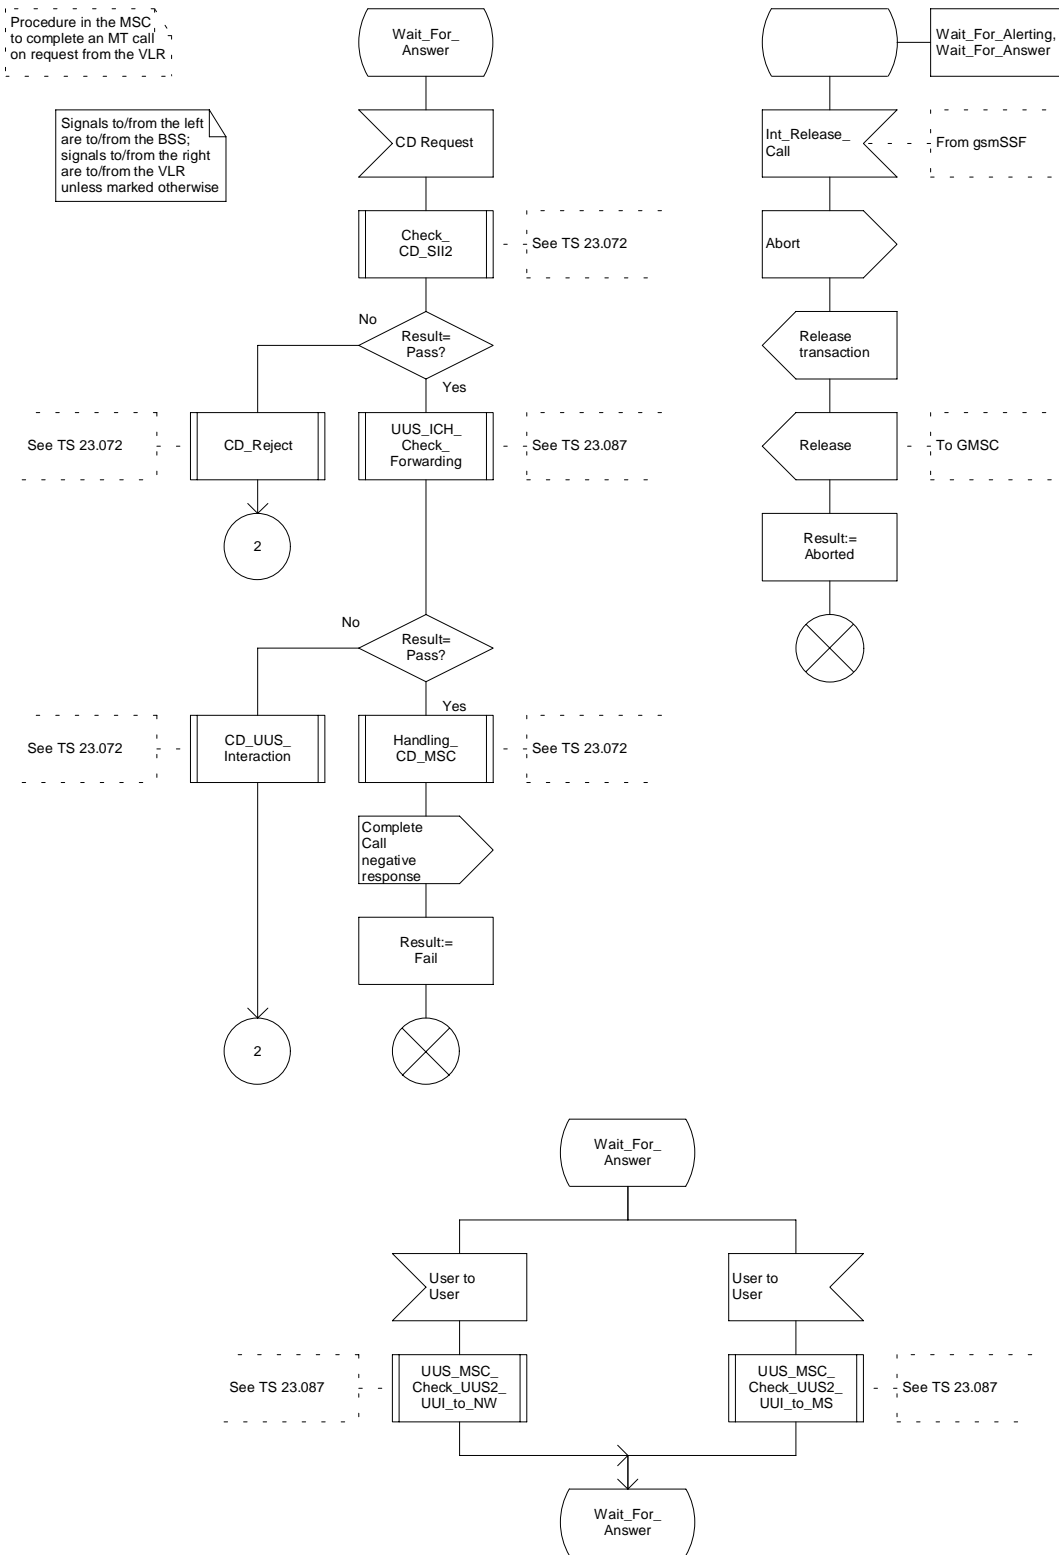 Procedure in the MSC
to complete an MT call
on request from the VLR
Signals to/from the left
are to/from the BSS;
signals to/from the right
are to/from the VLR
unless marked otherwise
Wait_For_
Answer
CD Request
Check_
CD_SII2
See TS 23.072
Result=
Pass?
No
Yes
See TS 23.072
CD_Reject
UUS_ICH_
Check_
Forwarding
See TS 23.087
2
Result=
Pass?
No
Yes
See TS 23.072
CD_UUS_
Interaction
Handling_
CD_MSC
See TS 23.072
Complete
Call
negative
response
Result:=
Fail
2
Wait_For_Alerting,
Wait_For_Answer
Int_Release_
Call
From gsmSSF
Abort
Release
transaction
Release
To GMSC
Result:=
Aborted
Wait_For_
Answer
User to
User
User to
User
See TS 23.087
UUS_MSC_
Check_UUS2_
UUI_to_NW
UUS_MSC_
Check_UUS2_
UUI_to_MS
See TS 23.087
Wait_For_
Answer